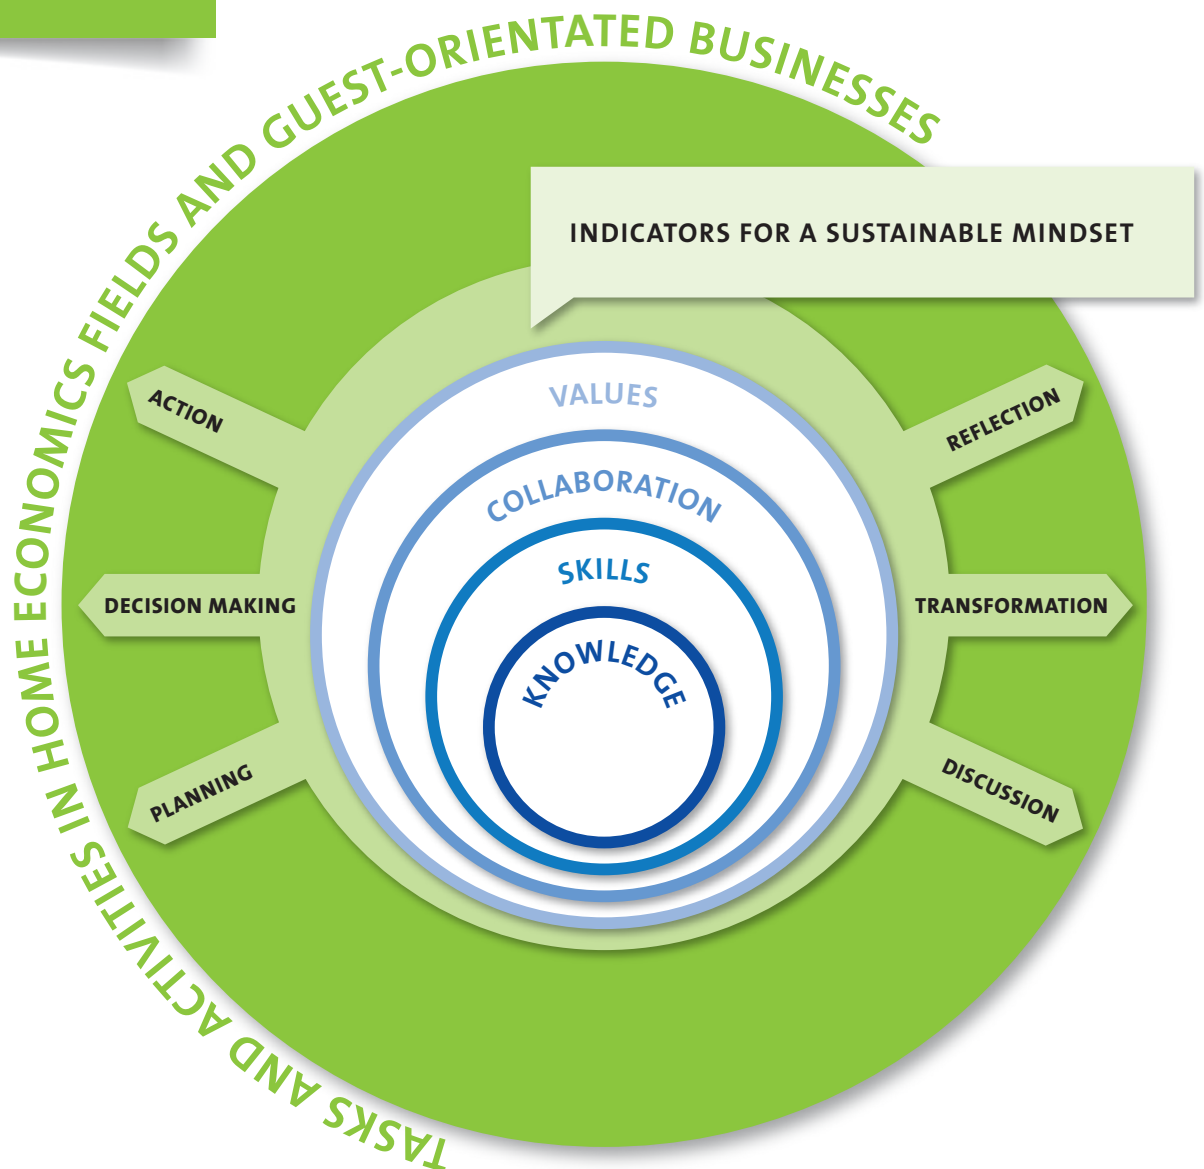 TASKS AND ACTIVITIES IN HOME ECONOMICS FIELDS AND GUEST-ORIENTATED BUSINESSES
INDICATORS FOR A SUSTAINABLE MINDSET
VALUES
COLLABORATION
SKILLS
KNOWLEDGE
ACTION
DECISION MAKING
PLANNING
REFLECTION
TRANSFORMATION
DISCUSSION